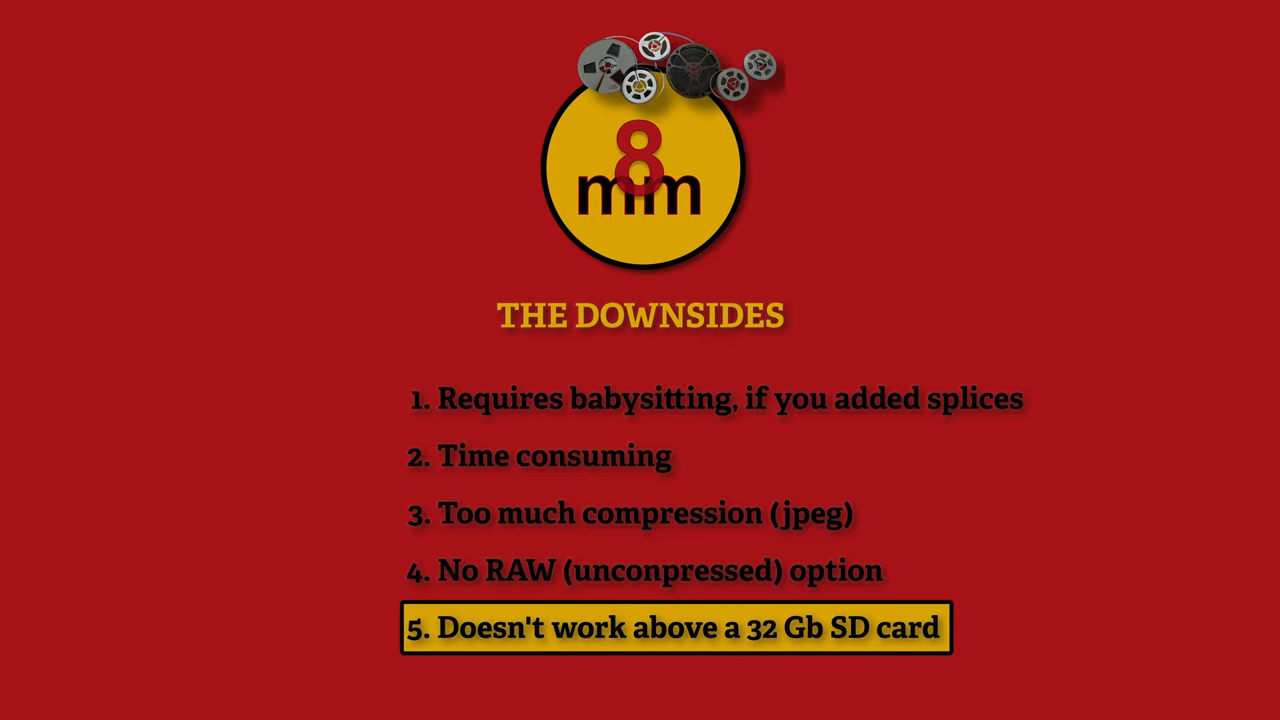 8
mm
THE DOWNSIDES
1. Requires babysitting, if you added splices
2. Time consuming
3. Too much compression (jpeg)
4. No RAW (unconpressed) option
5. Doesn't work above a 32 Gb SD card